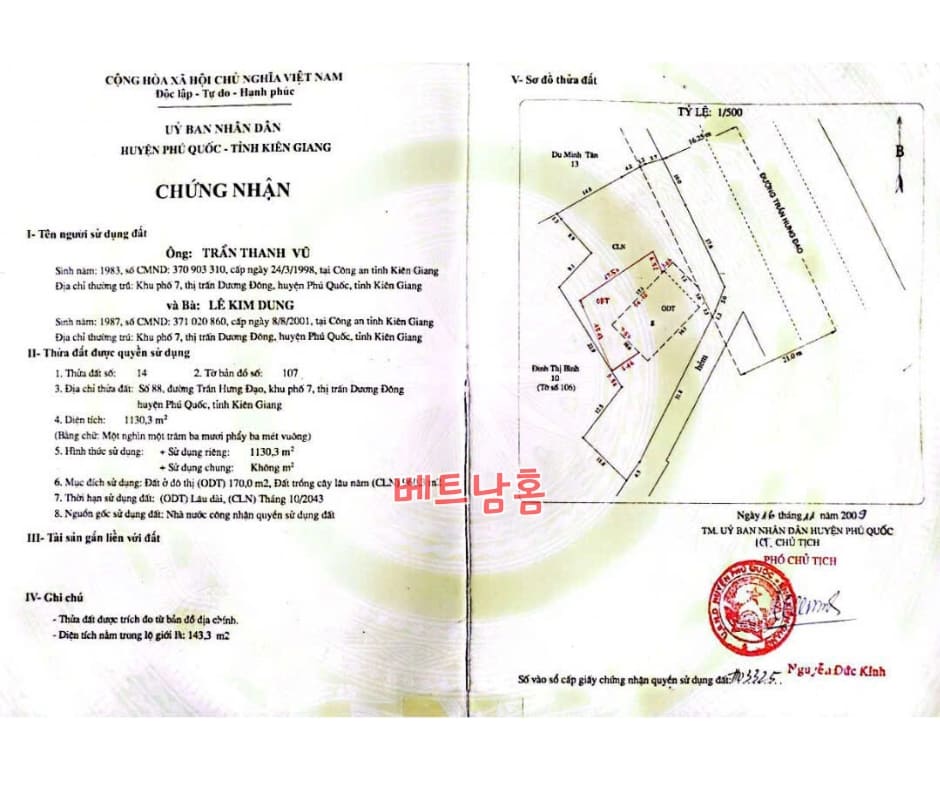 CỘNG HÒA XÃ HỘI CHỦ NGHĨA VIỆT NAM
Độc lập - Tự do - Hạnh phúc
UỶ BAN NHÂN DÂN
HUYỆN PHÚ QUỐC - TỈNH KIÊN GIANG
CHỨNG NHẬN
I- Tên người sử dụng đất
Ông: TRẦN THANH VŨ
Sinh năm: 1983, số CMND: 370 903 310, cấp ngày 24/3/1998, tại Công an tỉnh Kiên Giang
Địa chỉ thường trú: Khu phố 7, thị trấn Dương Đông, huyện Phú Quốc, tỉnh Kiên Giang
và Bà: LÊ KIM DUNG
Sinh năm: 1987, số CMND: 371 020 860, cấp ngày 8/8/2001, tại Công an tỉnh Kiên Giang
Địa chỉ thường trú: Khu phố 7, thị trấn Dương Đông, huyện Phú Quốc, tỉnh Kiên Giang
II- Thửa đất được quyền sử dụng
1. Thửa đất số: 14 2. Tờ bản đồ số: 107
3. Địa chỉ thửa đất: Số 88, đường Trần Hưng Đạo, khu phố 7, thị trấn Dương Đông
huyện Phú Quốc, tỉnh Kiên Giang
4. Diện tích: 1130,3 m²
(Bằng chữ: Một nghìn một trăm ba mươi phẩy ba mét vuông)
5. Hình thức sử dụng: + Sử dụng riêng: 1130.3 m²
+ Sử dụng chung: Không m²
6. Mục đích sử dụng: Đất ở đô thị (ODT) 170,0 m2, Đất trồng cây lâu năm (CLN)
베트남홈
7. Thời hạn sử dụng đất: (ODT) Lâu dài, (CLN) Tháng 10/2043
8. Nguồn gốc sử dụng đất: Nhà nước công nhận quyền sử dụng đất
III- Tài sản gắn liền với đất
IV- Ghi chú
- Thửa đất được trích đo từ bản đồ địa chính.
- Diện tích nằm trong lộ giới là: 143,3 m2
V- Sơ đồ thửa đất
TỶ LỆ: 1/500
B
Du Minh Tân
13
16.25 m
ĐƯỜNG TRẦN HƯNG ĐẠO
CLN
ODT
ODT
8
hẻm
21.0 m
Đinh Thị Bình
10
(Tờ số 106)
Ngày 16 tháng 11 năm 2009
TM. UỶ BAN NHÂN DÂN HUYỆN PHÚ QUỐC
KT. CHỦ TỊCH
PHÓ CHỦ TỊCH
Nguyễn Đức Kỉnh
Số vào sổ cấp giấy chứng nhận quyền sử dụng đất: